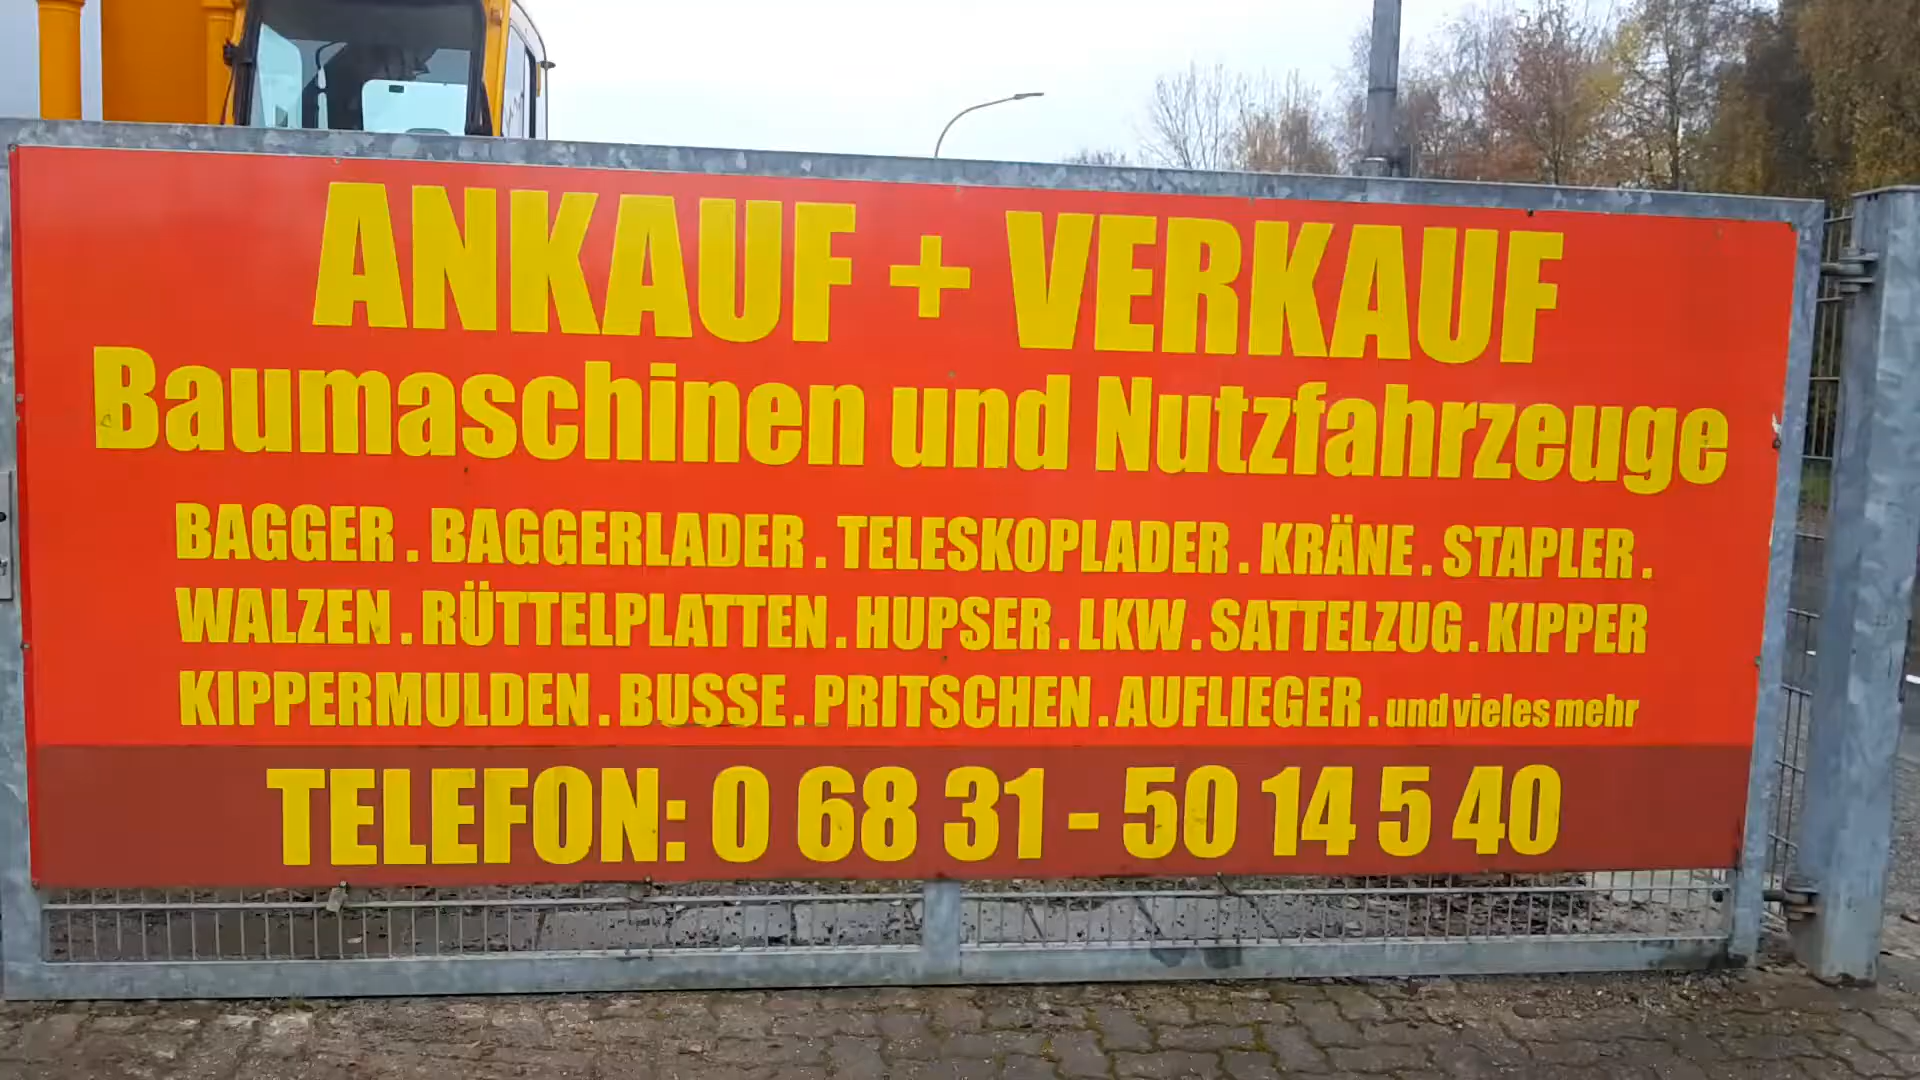 ANKAUF + VERKAUF
Baumaschinen und Nutzfahrzeuge
BAGGER . BAGGERLADER . TELESKOPLADER . KRÄNE . STAPLER .
WALZEN . RÜTTELPLATTEN . HUPSER . LKW . SATTELZUG . KIPPER
KIPPERMULDEN . BUSSE . PRITSCHEN . AUFLIEGER . und vieles mehr
TELEFON: 0 68 31 - 50 14 5 40